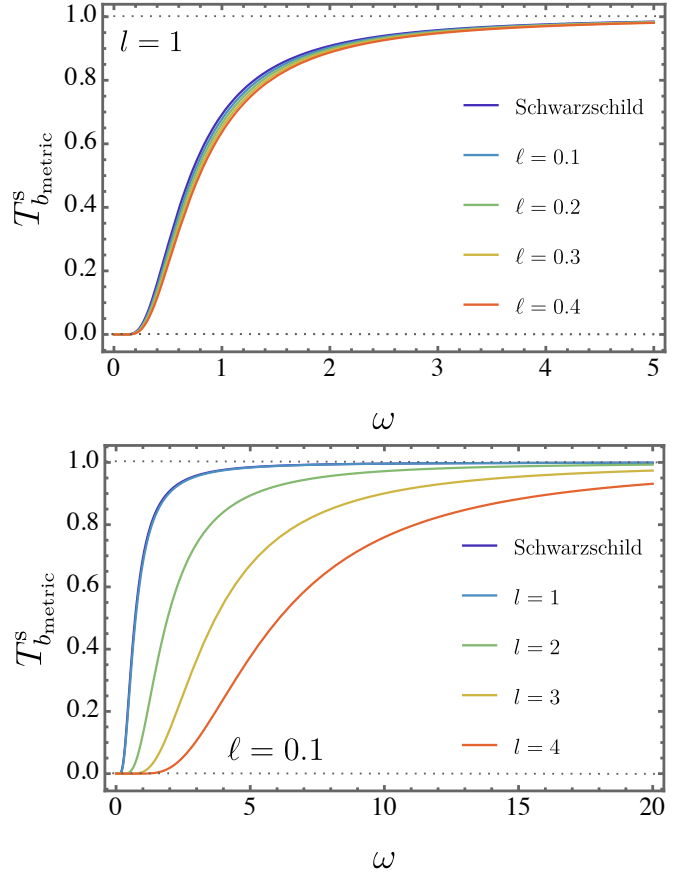 l = 1
Schwarzschild
ℓ = 0.1
ℓ = 0.2
ℓ = 0.3
ℓ = 0.4
T^s_{b_metric}
1.0
0.8
0.6
0.4
0.2
0.0
0 1 2 3 4 5
ω
Schwarzschild
l = 1
l = 2
l = 3
l = 4
ℓ = 0.1
T^s_{b_metric}
1.0
0.8
0.6
0.4
0.2
0.0
0 5 10 15 20
ω